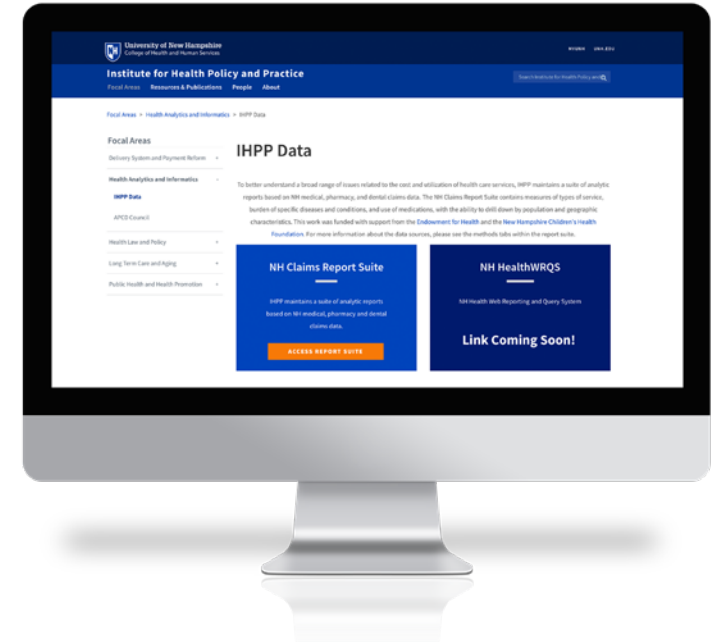 University of New Hampshire
College of Health and Human Services
MYUNH UNH.EDU
Institute for Health Policy and Practice
Search Institute for Health Policy and
Focal Areas Resources & Publications People About
Focal Areas » Health Analytics and Informatics » IHPP Data
Focal Areas
Delivery System and Payment Reform
Health Analytics and Informatics
IHPP Data
APCD Council
Health Law and Policy
Long Term Care and Aging
Public Health and Health Promotion
IHPP Data
To better understand a broad range of issues related to the cost and utilization of health care services, IHPP maintains a suite of analytic
reports based on NH medical, pharmacy, and dental claims data. The NH Claims Report Suite contains measures of types of service,
burden of specific diseases and conditions, and use of medications, with the ability to drill down by population and geographic
characteristics. This work was funded with support from the Endowment for Health and the New Hampshire Children's Health
Foundation. For more information about the data sources, please see the methods tabs within the report suite.
NH Claims Report Suite
IHPP maintains a suite of analytic reports
based on NH medical, pharmacy and dental
claims data.
ACCESS REPORT SUITE
NH HealthWRQS
NH Health Web Reporting and Query System
Link Coming Soon!